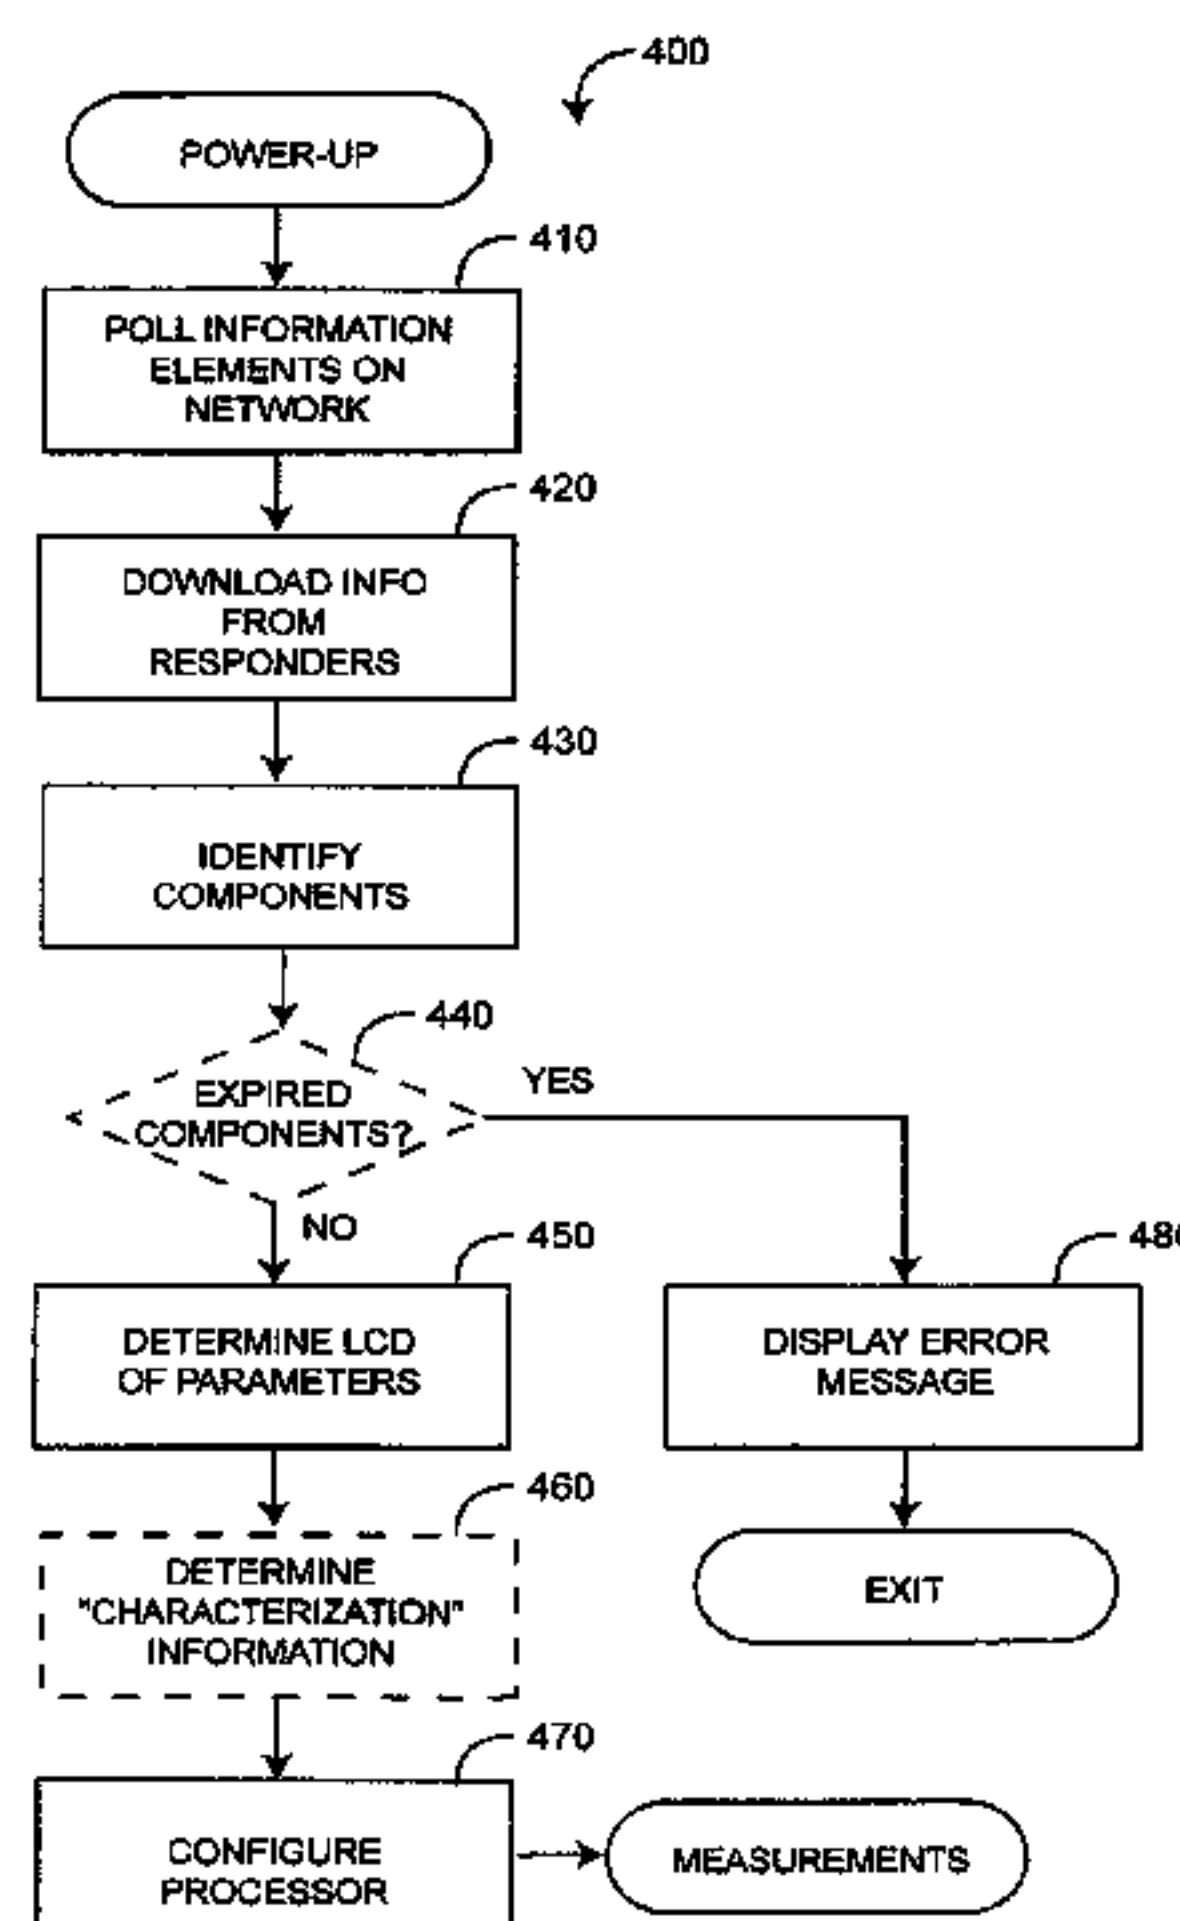 400
POWER-UP
410
POLL INFORMATION
ELEMENTS ON
NETWORK
420
DOWNLOAD INFO
FROM
RESPONDERS
430
IDENTIFY
COMPONENTS
440
EXPIRED
COMPONENTS?
YES
NO
450
DETERMINE LCD
OF PARAMETERS
DISPLAY ERROR
MESSAGE
460
DETERMINE
"CHARACTERIZATION"
INFORMATION
EXIT
470
CONFIGURE
PROCESSOR
MEASUREMENTS